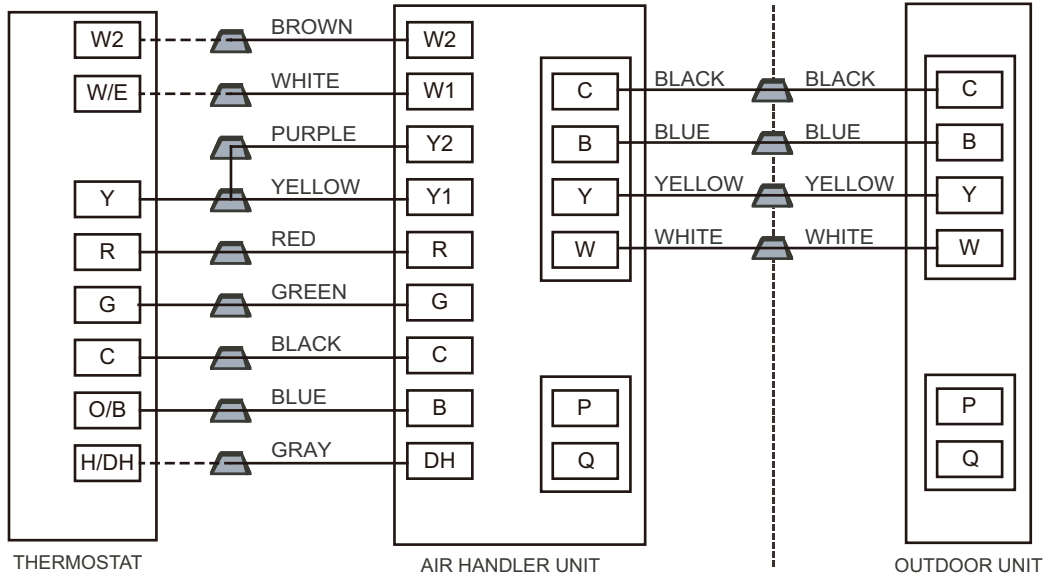 W2 BROWN W2
W/E WHITE W1
C BLACK BLACK C
PURPLE Y2
B BLUE BLUE B
Y YELLOW Y1
Y YELLOW YELLOW Y
R RED R
W WHITE WHITE W
G GREEN G
C BLACK C
O/B BLUE B
P P
H/DH GRAY DH
Q Q
THERMOSTAT AIR HANDLER UNIT OUTDOOR UNIT